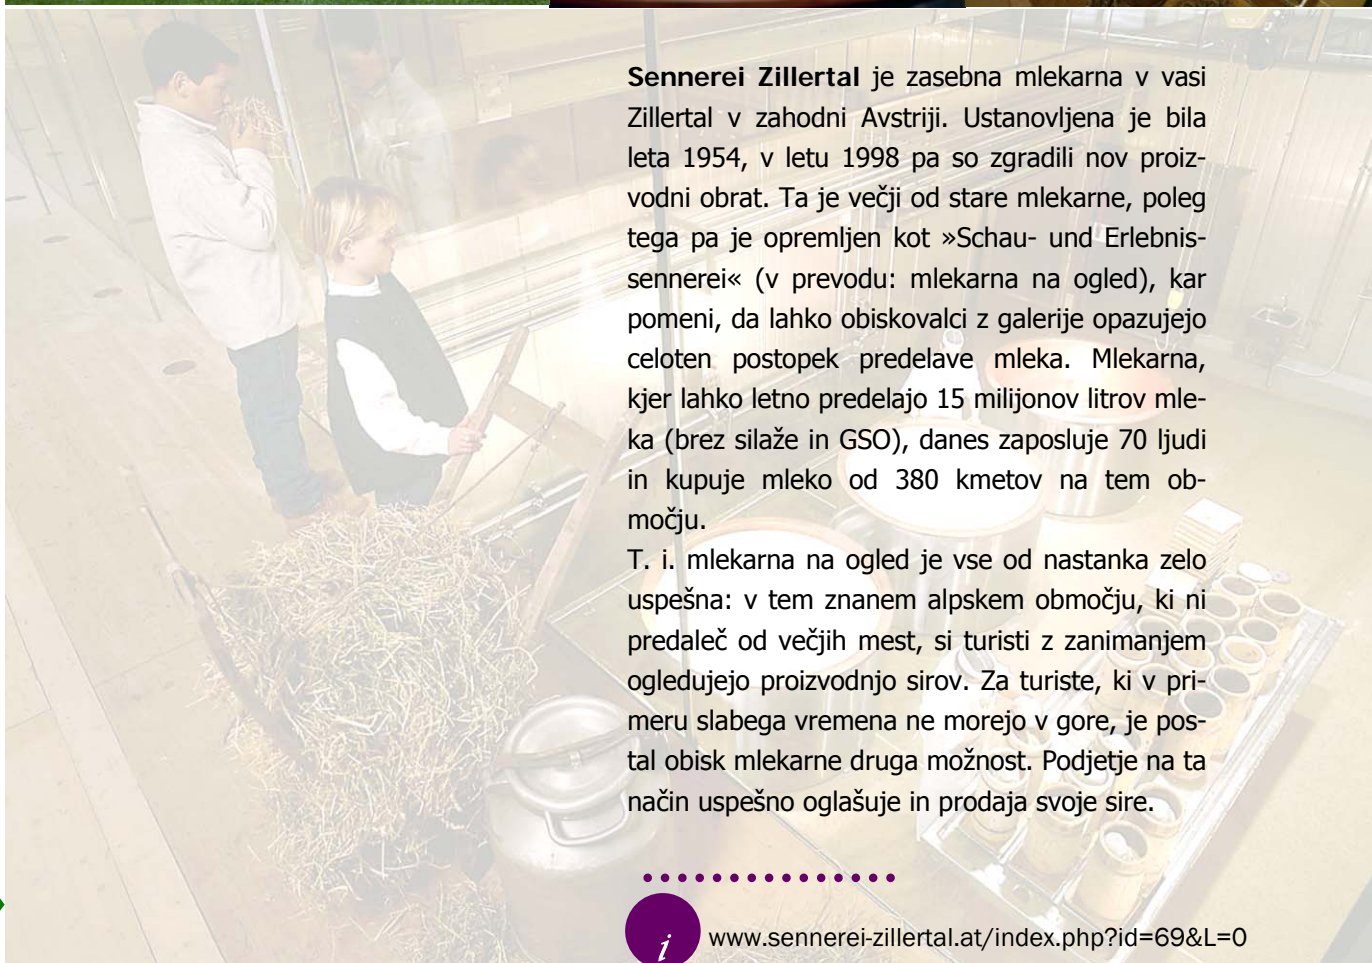 Sennerei Zillertal je zasebna mlekarna v vasi
Zillertal v zahodni Avstriji. Ustanovljena je bila
leta 1954, v letu 1998 pa so zgradili nov proiz-
vodni obrat. Ta je večji od stare mlekarne, poleg
tega pa je opremljen kot »Schau- und Erlebnis-
sennerei« (v prevodu: mlekarna na ogled), kar
pomeni, da lahko obiskovalci z galerije opazujejo
celoten postopek predelave mleka. Mlekarna,
kjer lahko letno predelajo 15 milijonov litrov mle-
ka (brez silaže in GSO), danes zaposluje 70 ljudi
in kupuje mleko od 380 kmetov na tem ob-
močju.
T. i. mlekarna na ogled je vse od nastanka zelo
uspešna: v tem znanem alpskem območju, ki ni
predaleč od večjih mest, si turisti z zanimanjem
ogledujejo proizvodnjo sirov. Za turiste, ki v pri-
meru slabega vremena ne morejo v gore, je pos-
tal obisk mlekarne druga možnost. Podjetje na ta
način uspešno oglašuje in prodaja svoje sire.
i www.sennerei-zillertal.at/index.php?id=69&L=0